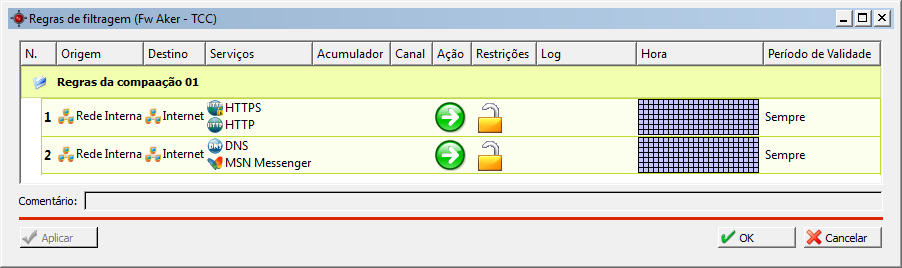 Regras de filtragem (Fw Aker - TCC)
N. Origem Destino Serviços Acumulador Canal Ação Restrições Log Hora Período de Validade
Regras da compaação 01
1 Rede Interna Internet HTTPS HTTP Sempre
2 Rede Interna Internet DNS MSN Messenger Sempre
Comentário:
Aplicar OK Cancelar